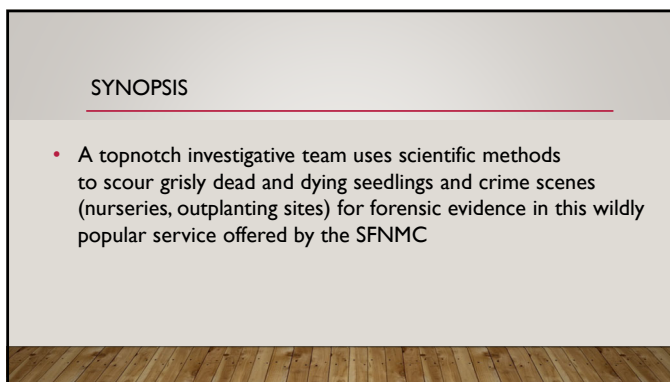 SYNOPSIS
• A topnotch investigative team uses scientific methods
to scour grisly dead and dying seedlings and crime scenes
(nurseries, outplanting sites) for forensic evidence in this wildly
popular service offered by the SFNMC